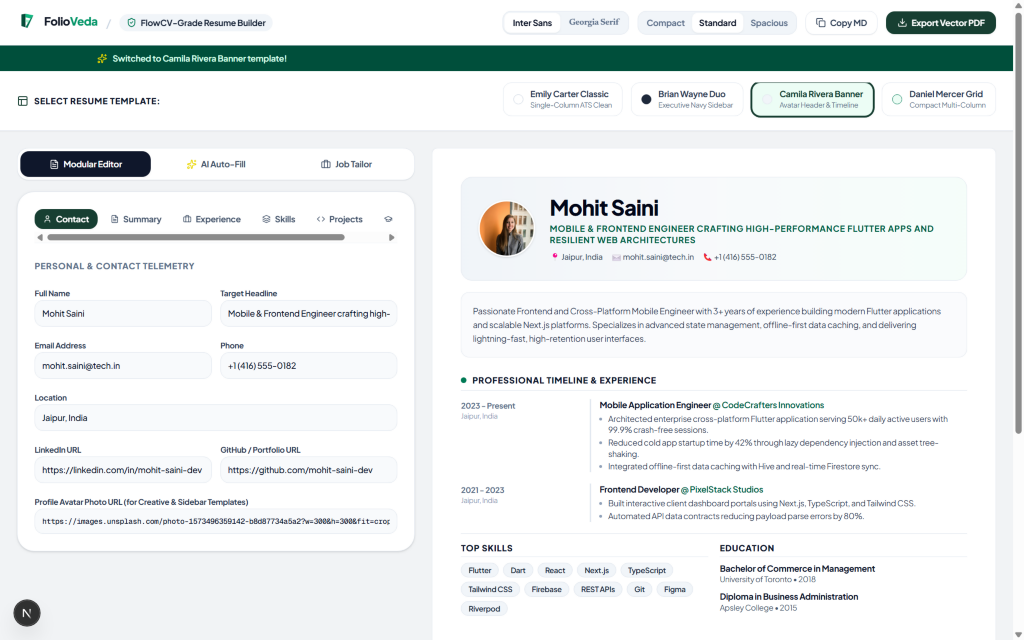 FolioVeda / FlowCV-Grade Resume Builder
Inter Sans Georgia Serif
Compact Standard Spacious
Copy MD
Export Vector PDF
Switched to Camila Rivera Banner template!
SELECT RESUME TEMPLATE:
Emily Carter Classic
Single-Column ATS Clean
Brian Wayne Duo
Executive Navy Sidebar
Camila Rivera Banner
Avatar Header & Timeline
Daniel Mercer Grid
Compact Multi-Column
Modular Editor
AI Auto-Fill
Job Tailor
Contact
Summary
Experience
Skills
Projects
PERSONAL & CONTACT TELEMETRY
Full Name
Mohit Saini
Target Headline
Mobile & Frontend Engineer crafting high-
Email Address
mohit.saini@tech.in
Phone
+1 (416) 555-0182
Location
Jaipur, India
LinkedIn URL
https://linkedin.com/in/mohit-saini-dev
GitHub / Portfolio URL
https://github.com/mohit-saini-dev
Profile Avatar Photo URL (for Creative & Sidebar Templates)
https://images.unsplash.com/photo-1573496359142-b8d87734a5a2?w=300&h=300&fit=crop
N
Mohit Saini
MOBILE & FRONTEND ENGINEER CRAFTING HIGH-PERFORMANCE FLUTTER APPS AND
RESILIENT WEB ARCHITECTURES
Jaipur, India mohit.saini@tech.in +1 (416) 555-0182
Passionate Frontend and Cross-Platform Mobile Engineer with 3+ years of experience building modern Flutter applications
and scalable Next.js platforms. Specializes in advanced state management, offline-first data caching, and delivering
lightning-fast, high-retention user interfaces.
PROFESSIONAL TIMELINE & EXPERIENCE
2023 - Present
Jaipur, India
Mobile Application Engineer @ CodeCrafters Innovations
Architected enterprise cross-platform Flutter application serving 50k+ daily active users with
99.9% crash-free sessions.
Reduced cold app startup time by 42% through lazy dependency injection and asset tree-
shaking.
Integrated offline-first data caching with Hive and real-time Firestore sync.
2021 - 2023
Jaipur, India
Frontend Developer @ PixelStack Studios
Built interactive client dashboard portals using Next.js, TypeScript, and Tailwind CSS.
Automated API data contracts reducing payload parse errors by 80%.
TOP SKILLS
Flutter Dart React Next.js TypeScript
Tailwind CSS Firebase REST APIs Git Figma
Riverpod
EDUCATION
Bachelor of Commerce in Management
University of Toronto • 2018
Diploma in Business Administration
Apsley College • 2015